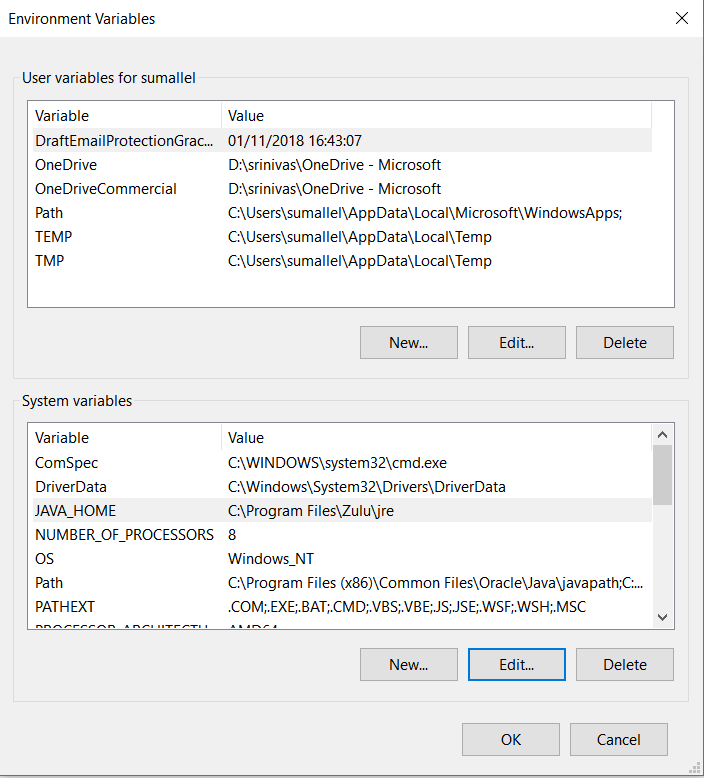 Environment Variables
User variables for sumallel
Variable Value
DraftEmailProtectionGrac... 01/11/2018 16:43:07
OneDrive D:\srinivas\OneDrive - Microsoft
OneDriveCommercial D:\srinivas\OneDrive - Microsoft
Path C:\Users\sumallel\AppData\Local\Microsoft\WindowsApps;
TEMP C:\Users\sumallel\AppData\Local\Temp
TMP C:\Users\sumallel\AppData\Local\Temp
New... Edit... Delete
System variables
Variable Value
ComSpec C:\WINDOWS\system32\cmd.exe
DriverData C:\Windows\System32\Drivers\DriverData
JAVA_HOME C:\Program Files\Zulu\jre
NUMBER_OF_PROCESSORS 8
OS Windows_NT
Path C:\Program Files (x86)\Common Files\Oracle\Java\javapath;C:...
PATHEXT .COM;.EXE;.BAT;.CMD;.VBS;.VBE;.JS;.JSE;.WSF;.WSH;.MSC
AMD64
New... Edit... Delete
OK Cancel